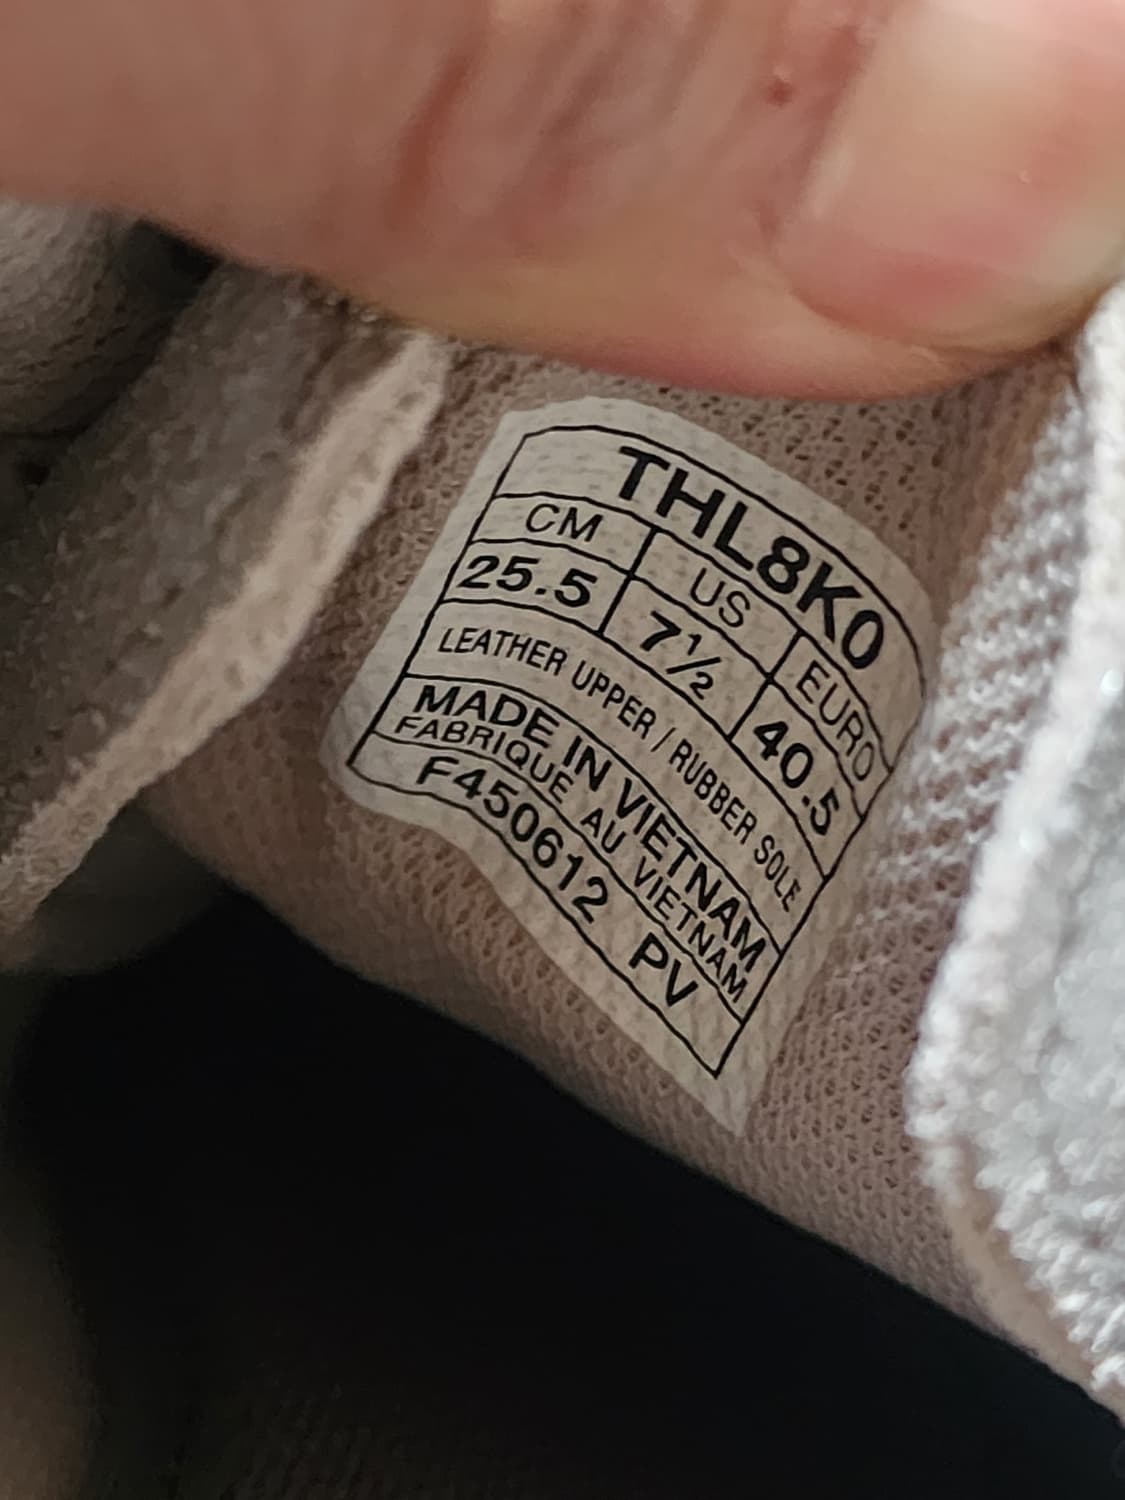 THL8K0
CM US EURO
25.5 7½ 40.5
LEATHER UPPER / RUBBER SOLE
MADE IN VIETNAM
FABRIQUE AU VIETNAM
F450612 PV